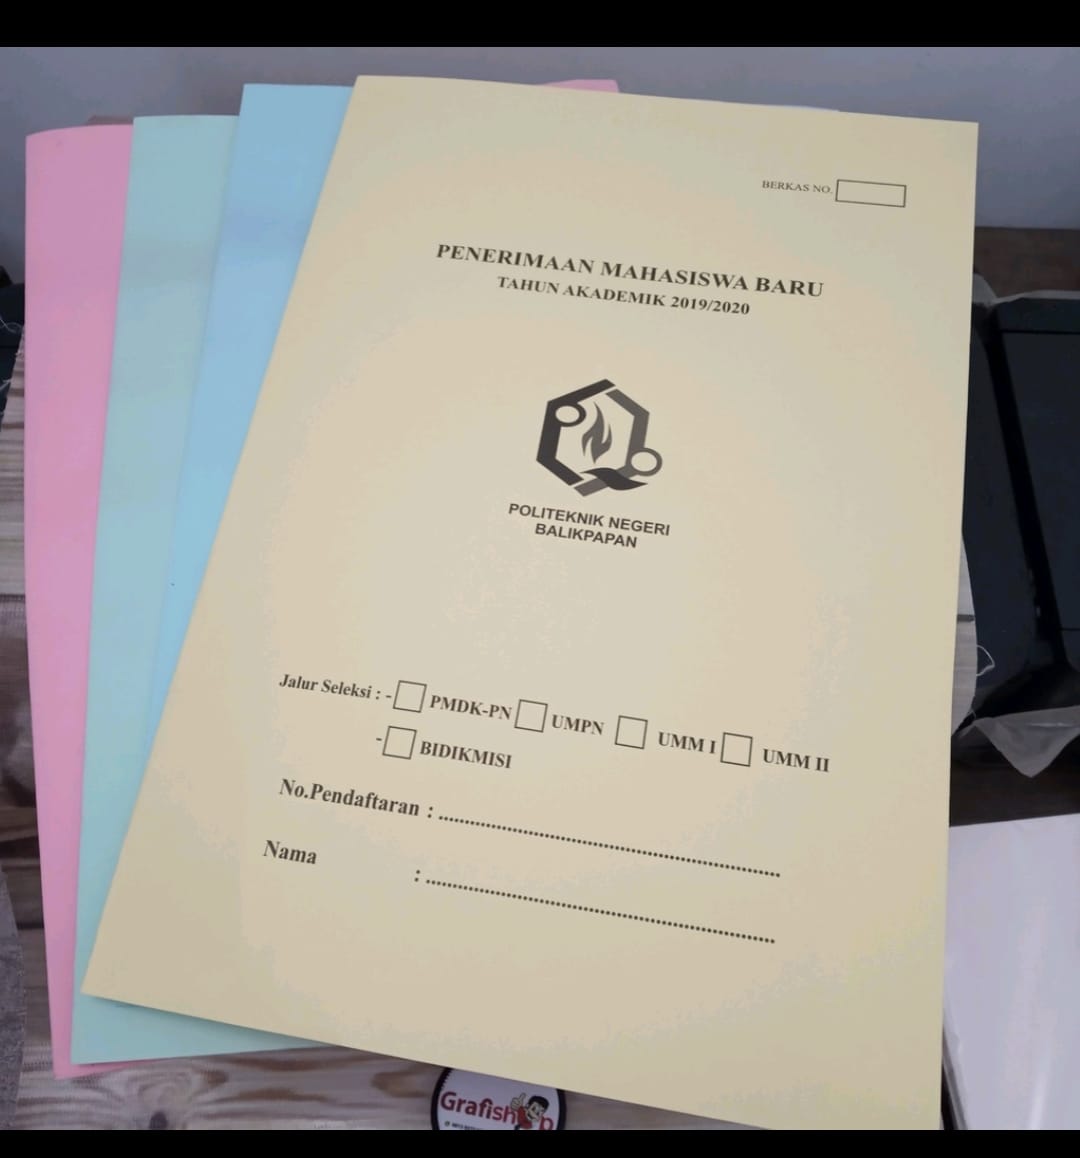 BERKAS NO.
PENERIMAAN MAHASISWA BARU
TAHUN AKADEMIK 2019/2020
POLITEKNIK NEGERI
BALIKPAPAN
Jalur Seleksi : - PMDK-PN UMPN UMM I UMM II
- BIDIKMISI
No.Pendaftaran : ..........................................................
Nama : ............................................................
Grafishop